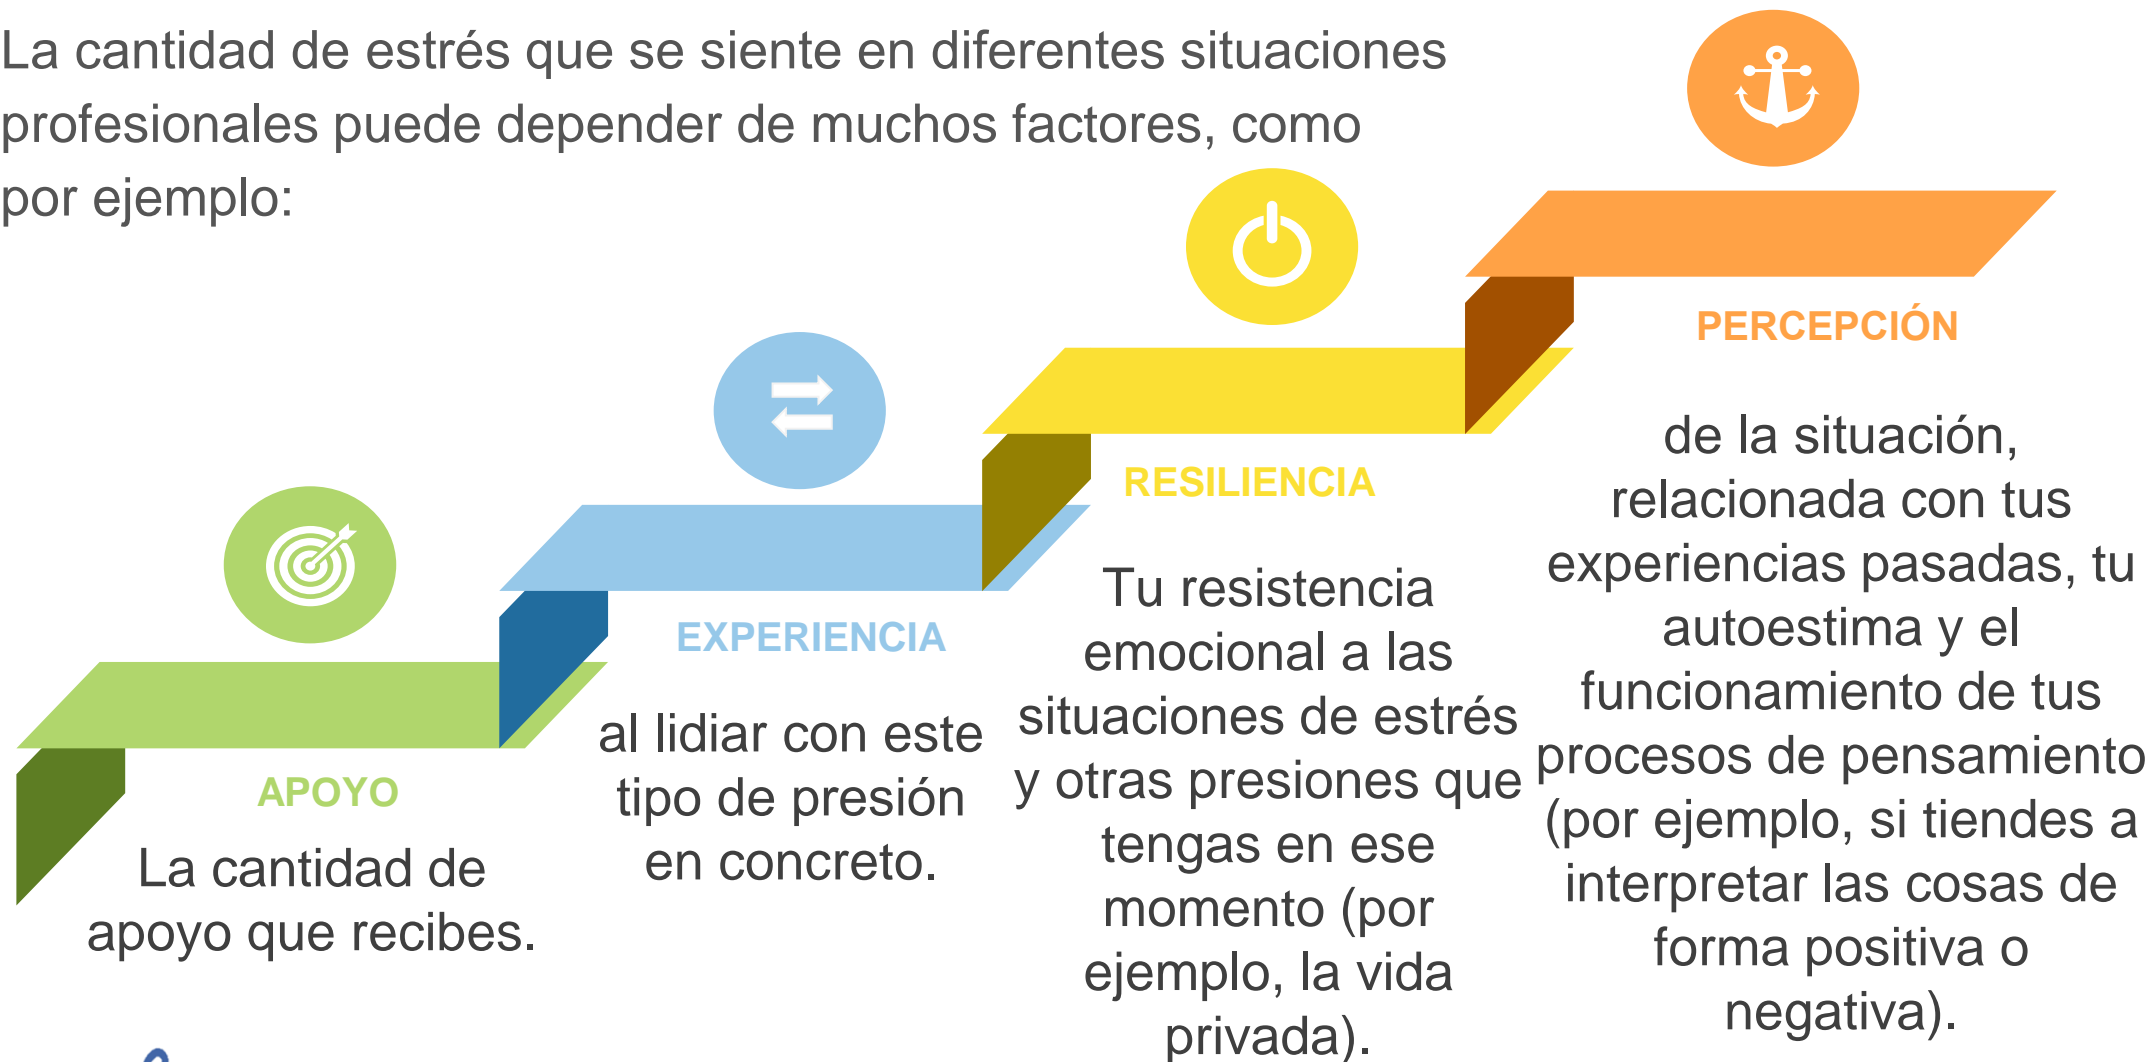 La cantidad de estrés que se siente en diferentes situaciones
profesionales puede depender de muchos factores, como
por ejemplo:
APOYO
La cantidad de
apoyo que recibes.
EXPERIENCIA
al lidiar con este
tipo de presión
en concreto.
RESILIENCIA
Tu resistencia
emocional a las
situaciones de estrés
y otras presiones que
tengas en ese
momento (por
ejemplo, la vida
privada).
PERCEPCIÓN
de la situación,
relacionada con tus
experiencias pasadas, tu
autoestima y el
funcionamiento de tus
procesos de pensamiento
(por ejemplo, si tiendes a
interpretar las cosas de
forma positiva o
negativa).